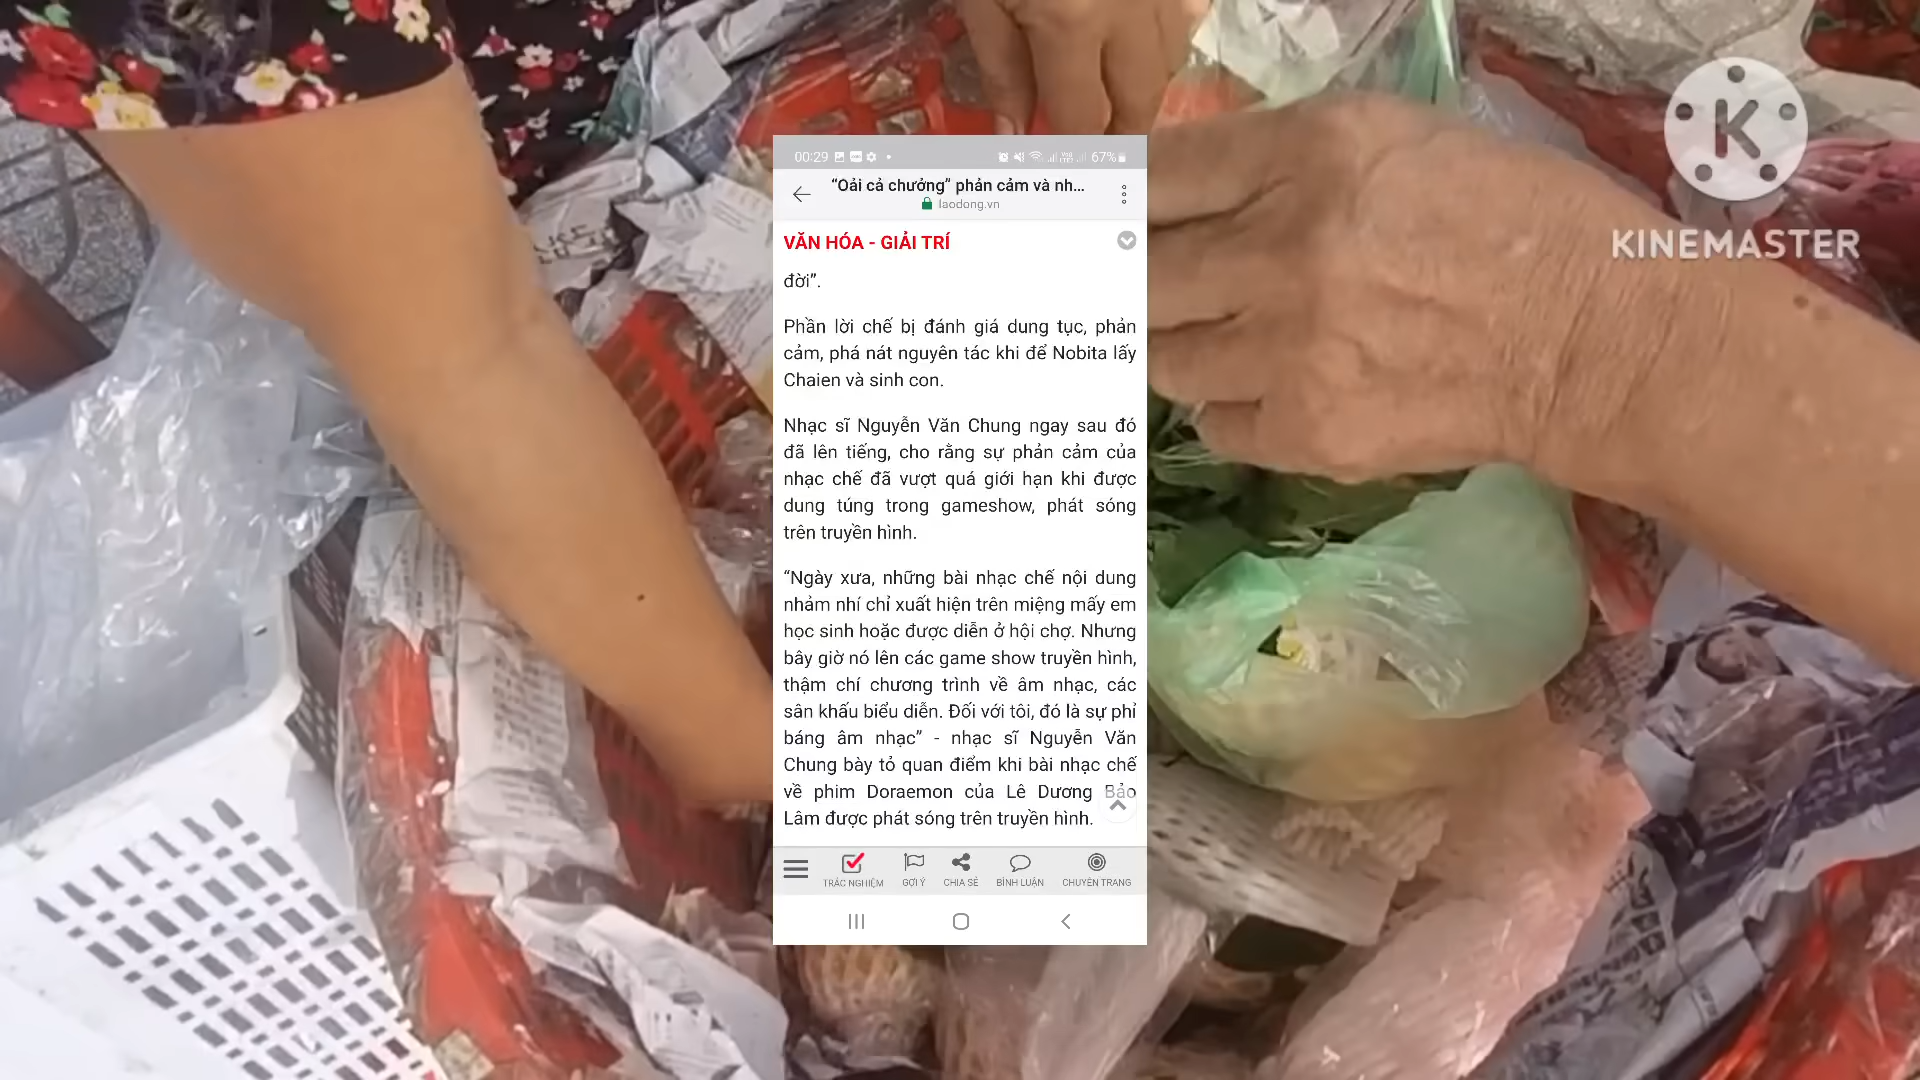 00:29
67%
“Oải cả chưởng” phản cảm và nh...
laodong.vn
VĂN HÓA - GIẢI TRÍ
đời”.
Phần lời chế bị đánh giá dung tục, phản
cảm, phá nát nguyên tác khi để Nobita lấy
Chaien và sinh con.
Nhạc sĩ Nguyễn Văn Chung ngay sau đó
đã lên tiếng, cho rằng sự phản cảm của
nhạc chế đã vượt quá giới hạn khi được
dung túng trong gameshow, phát sóng
trên truyền hình.
“Ngày xưa, những bài nhạc chế nội dung
nhảm nhí chỉ xuất hiện trên miệng mấy em
học sinh hoặc được diễn ở hội chợ. Nhưng
bây giờ nó lên các game show truyền hình,
thậm chí chương trình về âm nhạc, các
sân khấu biểu diễn. Đối với tôi, đó là sự phỉ
báng âm nhạc” - nhạc sĩ Nguyễn Văn
Chung bày tỏ quan điểm khi bài nhạc chế
về phim Doraemon của Lê Dương Bảo
Lâm được phát sóng trên truyền hình.
TRẮC NGHIỆM GỢI Ý CHIA SẺ BÌNH LUẬN CHUYÊN TRANG
K
KINEMASTER